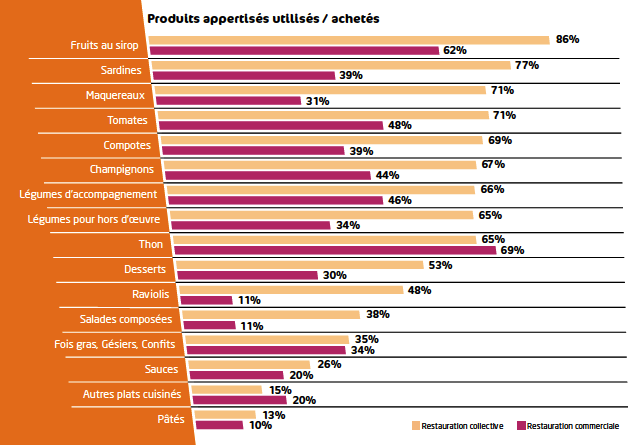 Produits appertisés utilisés / achetés
Fruits au sirop 86%
62%
Sardines 77%
39%
Maquereaux 71%
31%
Tomates 71%
48%
Compotes 69%
39%
Champignons 67%
44%
Légumes d'accompagnement 66%
46%
Légumes pour hors d'œuvre 65%
34%
Thon 65%
69%
Desserts 53%
30%
Raviolis 48%
11%
Salades composées 38%
11%
Fois gras, Gésiers, Confits 35%
34%
Sauces 26%
20%
Autres plats cuisinés 15%
20%
Pâtés 13%
10%
Restauration collective Restauration commerciale